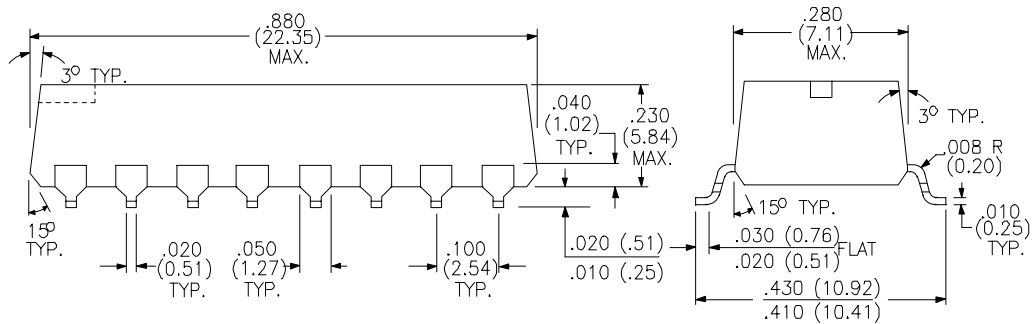 .880
(22.35)
MAX.
3° TYP.
.040
(1.02)
TYP.
.230
(5.84)
MAX.
15°
TYP.
.020
(0.51)
TYP.
.050
(1.27)
TYP.
.100
(2.54)
TYP.
.020 (.51)
.010 (.25)
.280
(7.11)
MAX.
3° TYP.
.008 R
(0.20)
15° TYP.
.010
(0.25)
TYP.
.030 (0.76)
.020 (0.51)
FLAT
.430 (10.92)
.410 (10.41)